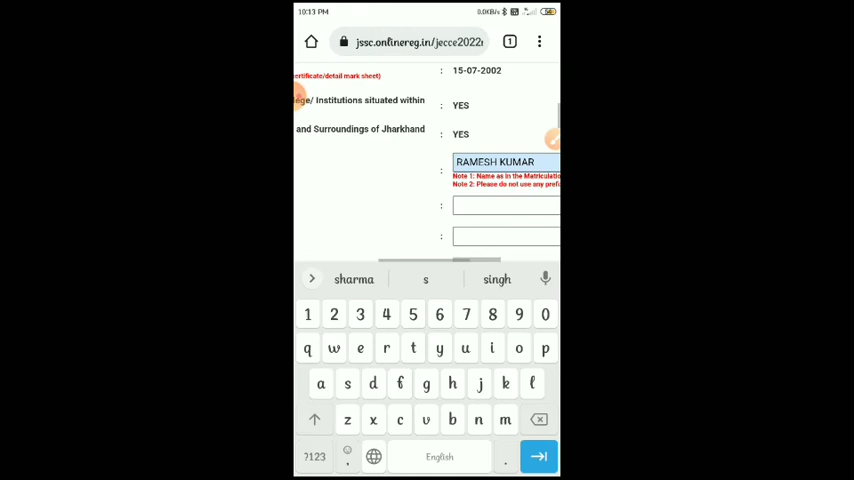 10:13 PM 0.0KB/s 54
jssc.onlinereg.in/jecce2022r 1
: 15-07-2002
ertificate/detail mark sheet)
ege/ Institutions situated within : YES
and Surroundings of Jharkhand : YES
: RAMESH KUMAR
Note 1: Name as in the Matriculatio
Note 2: Please do not use any prefi
:
:
sharma s singh
1 2 3 4 5 6 7 8 9 0
q w e r t y u i o p
a s d f g h j k l
z x c v b n m
?123 , English .